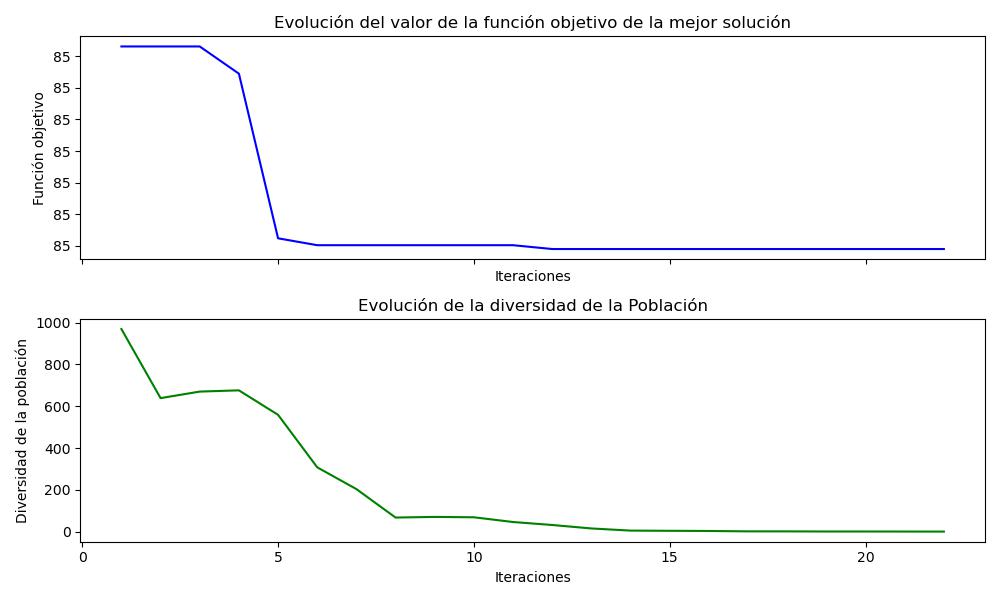 Evolución del valor de la función objetivo de la mejor solución
85
85
85
85
85
85
85
Función objetivo
Iteraciones
Evolución de la diversidad de la Población
1000
800
600
400
200
0
Diversidad de la población
0 5 10 15 20
Iteraciones